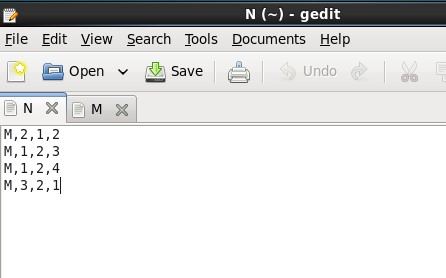 N (~) - gedit
File Edit View Search Tools Documents Help
Open Save Undo
N M
M,2,1,2
M,1,2,3
M,1,2,4
M,3,2,1